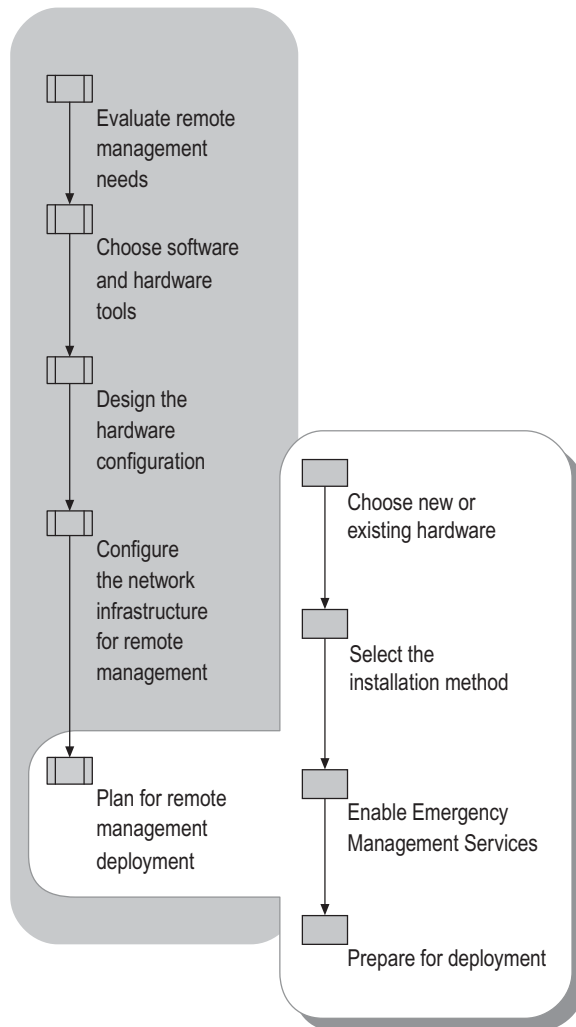 Evaluate remote
management
needs
Choose software
and hardware
tools
Design the
hardware
configuration
Configure
the network
infrastructure
for remote
management
Plan for remote
management
deployment
Choose new or
existing hardware
Select the
installation method
Enable Emergency
Management Services
Prepare for deployment